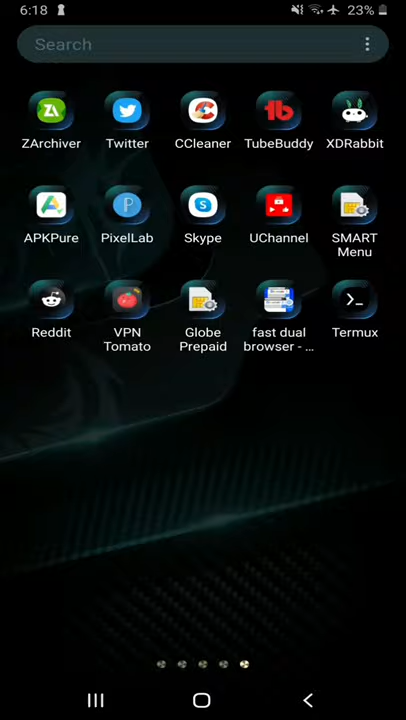 6:18
23%
Search
ZArchiver
Twitter
CCleaner
TubeBuddy
XDRabbit
APKPure
PixelLab
Skype
UChannel
SMART
Menu
Reddit
VPN
Tomato
Globe
Prepaid
fast dual
browser - ...
Termux